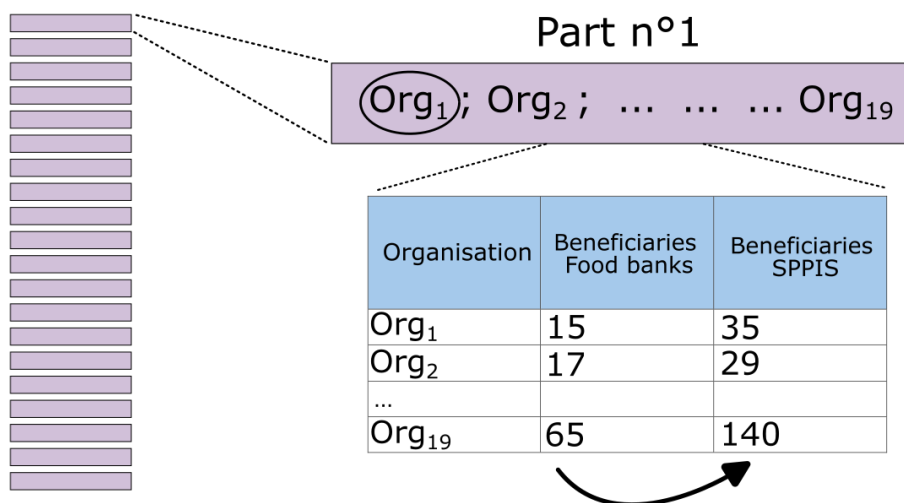 Part n°1
Org₁; Org₂ ; ... ... ... Org₁₉
Organisation
Beneficiaries
Food banks
Beneficiaries
SPPIS
Org₁ 15 35
Org₂ 17 29
...
Org₁₉ 65 140